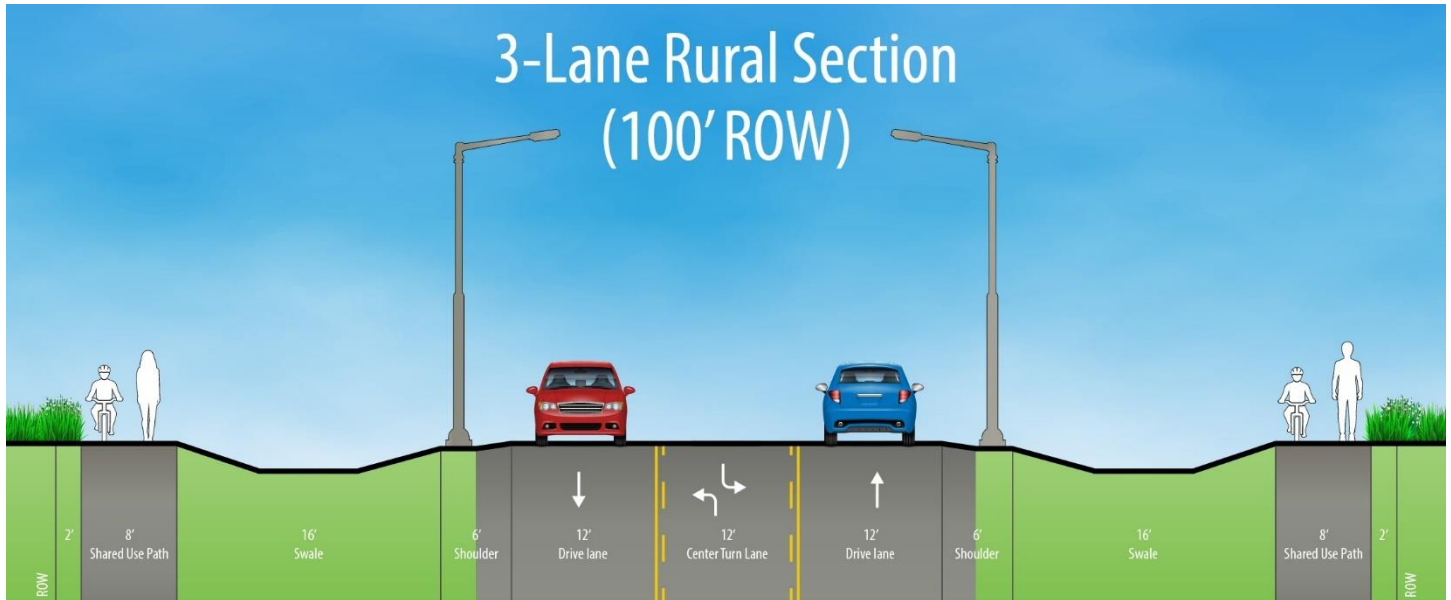 3-Lane Rural Section
(100' ROW)
ROW
2'
8'
Shared Use Path
16'
Swale
6'
Shoulder
12'
Drive lane
12'
Center Turn Lane
12'
Drive lane
6'
Shoulder
16'
Swale
8'
Shared Use Path
2'
ROW